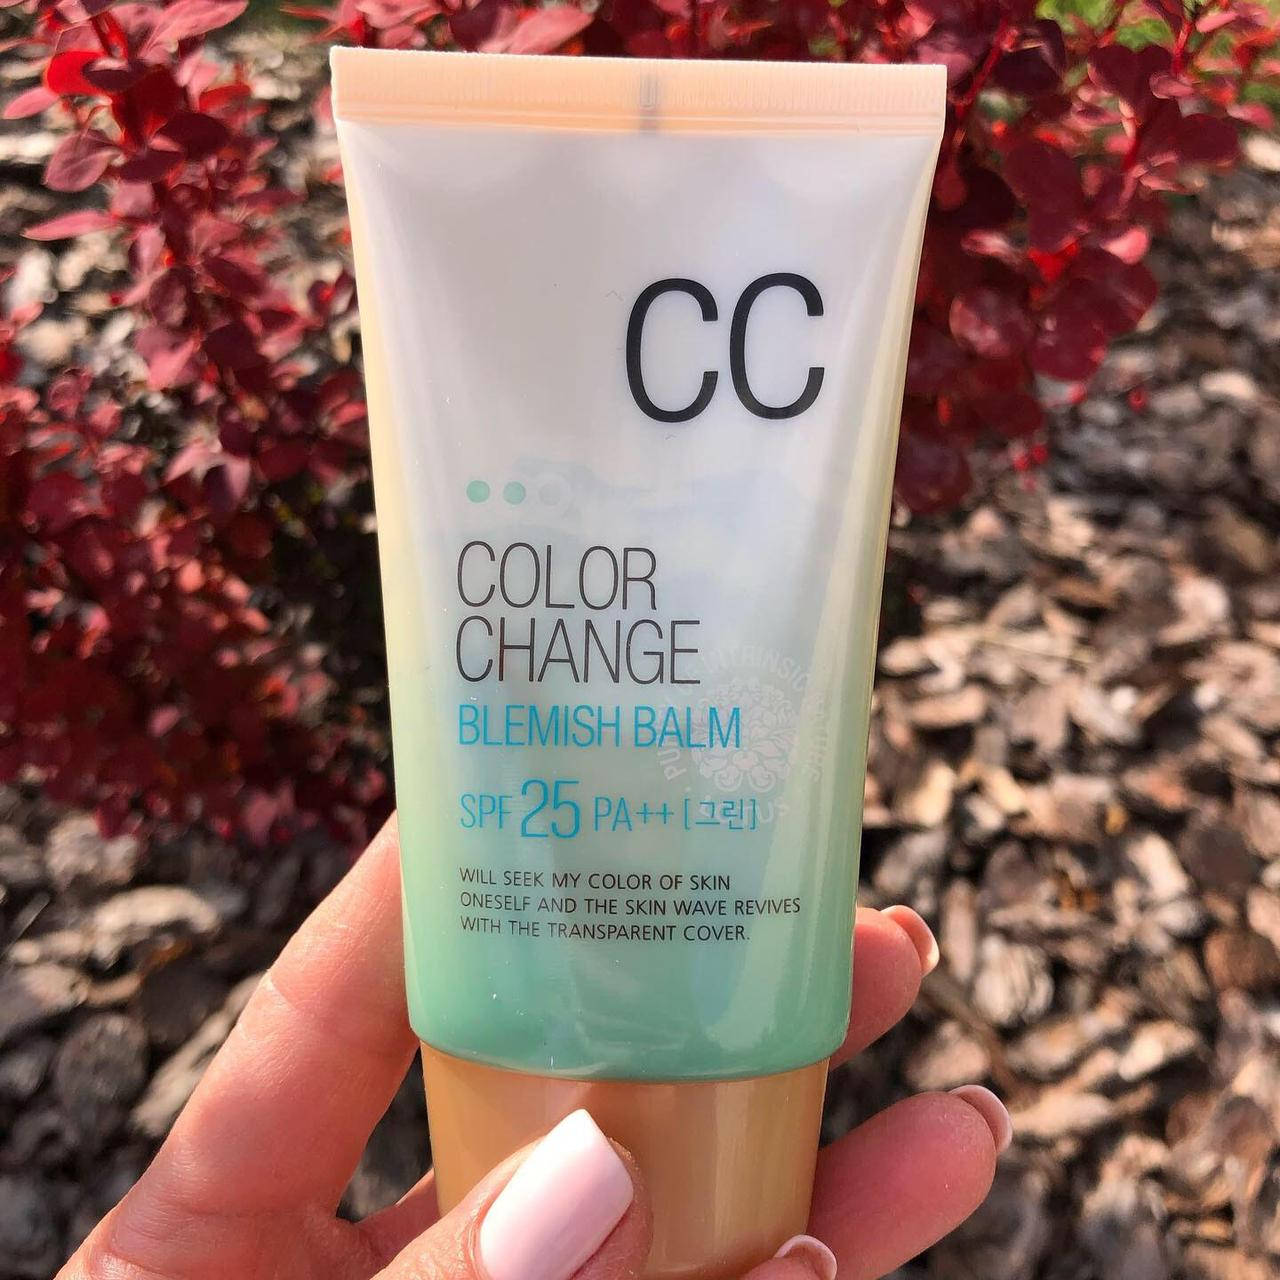 CC
COLOR
CHANGE
BLEMISH BALM
SPF 25 PA++ [그린]
WILL SEEK MY COLOR OF SKIN
ONESELF AND THE SKIN WAVE REVIVES
WITH THE TRANSPARENT COVER.